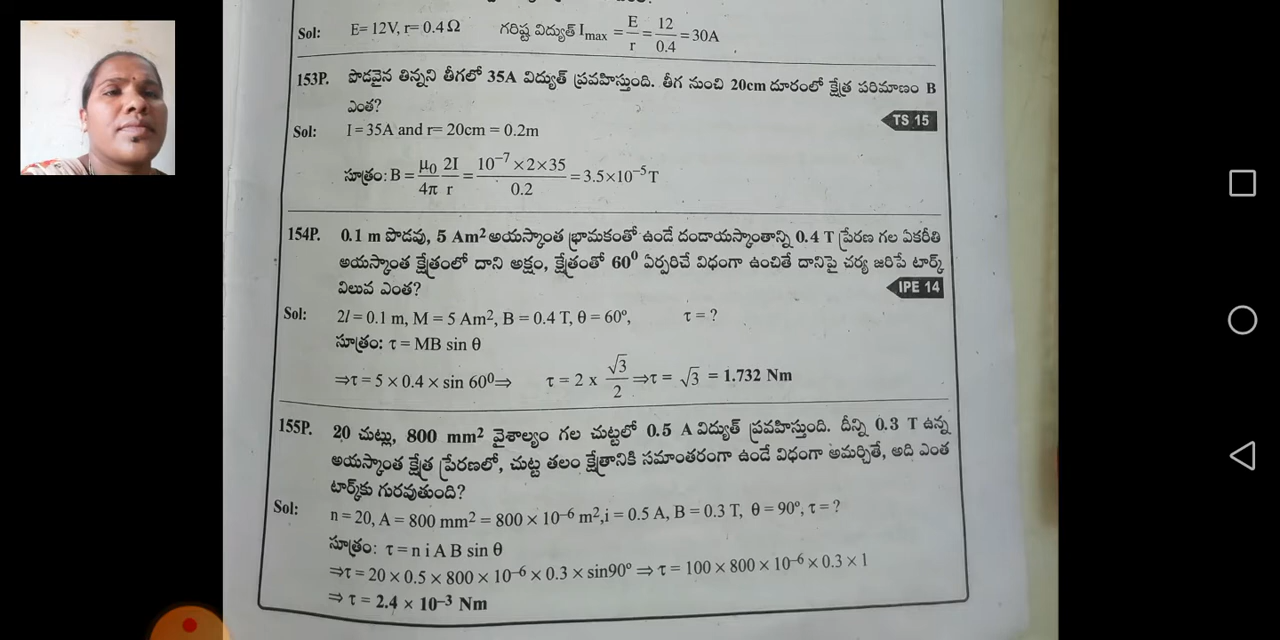 Sol: E= 12V, r= 0.4 Ω గరిష్ట విద్యుత్ Imax = E/r = 12/0.4 = 30A
153P. పొడవైన తిన్నని తీగలో 35A విద్యుత్ ప్రవహిస్తుంది. తీగ నుంచి 20cm దూరంలో క్షేత్ర పరిమాణం B
ఎంత?
TS 15
Sol: I = 35A and r= 20cm = 0.2m
సూత్రం: B = μ0/4π 2I/r = 10⁻⁷ × 2 × 35/0.2 = 3.5×10⁻⁵ T
154P. 0.1 m పొడవు, 5 Am² అయస్కాంత భ్రామకంతో ఉండే దండాయస్కాంతాన్ని 0.4 T ప్రేరణ గల ఏకరీతి
అయస్కాంత క్షేత్రంలో దాని అక్షం, క్షేత్రంతో 60⁰ ఏర్పరిచే విధంగా ఉంచితే దానిపై చర్య జరిపే టార్క్
విలువ ఎంత?
IPE 14
Sol: 2l = 0.1 m, M = 5 Am², B = 0.4 T, θ = 60º, τ = ?
సూత్రం: τ = MB sin θ
⇒τ = 5 × 0.4 × sin 60⁰⇒ τ = 2 x √3/2 ⇒τ = √3 = 1.732 Nm
155P. 20 చుట్లు, 800 mm² వైశాల్యం గల చుట్టలో 0.5 A విద్యుత్ ప్రవహిస్తుంది. దీన్ని 0.3 T ఉన్న
అయస్కాంత క్షేత్ర ప్రేరణలో, చుట్ట తలం క్షేత్రానికి సమాంతరంగా ఉండే విధంగా అమర్చితే, అది ఎంత
టార్క్‌కు గురవుతుంది?
Sol: n = 20, A = 800 mm² = 800 × 10⁻⁶ m²,i = 0.5 A, B = 0.3 T, θ = 90º, τ = ?
సూత్రం: τ = n i A B sin θ
⇒τ = 20 × 0.5 × 800 × 10⁻⁶ × 0.3 × sin90º ⇒ τ = 100 × 800 × 10⁻⁶ × 0.3 × 1
⇒ τ = 2.4 × 10⁻³ Nm